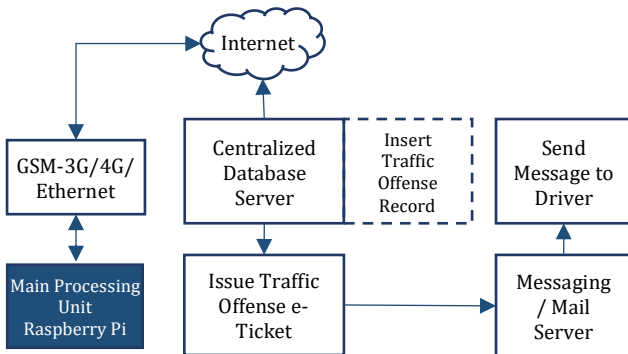 Internet
GSM-3G/4G/
Ethernet
Centralized
Database
Server
Insert
Traffic
Offense
Record
Send
Message to
Driver
Main Processing
Unit
Raspberry Pi
Issue Traffic
Offense e-
Ticket
Messaging
/ Mail
Server